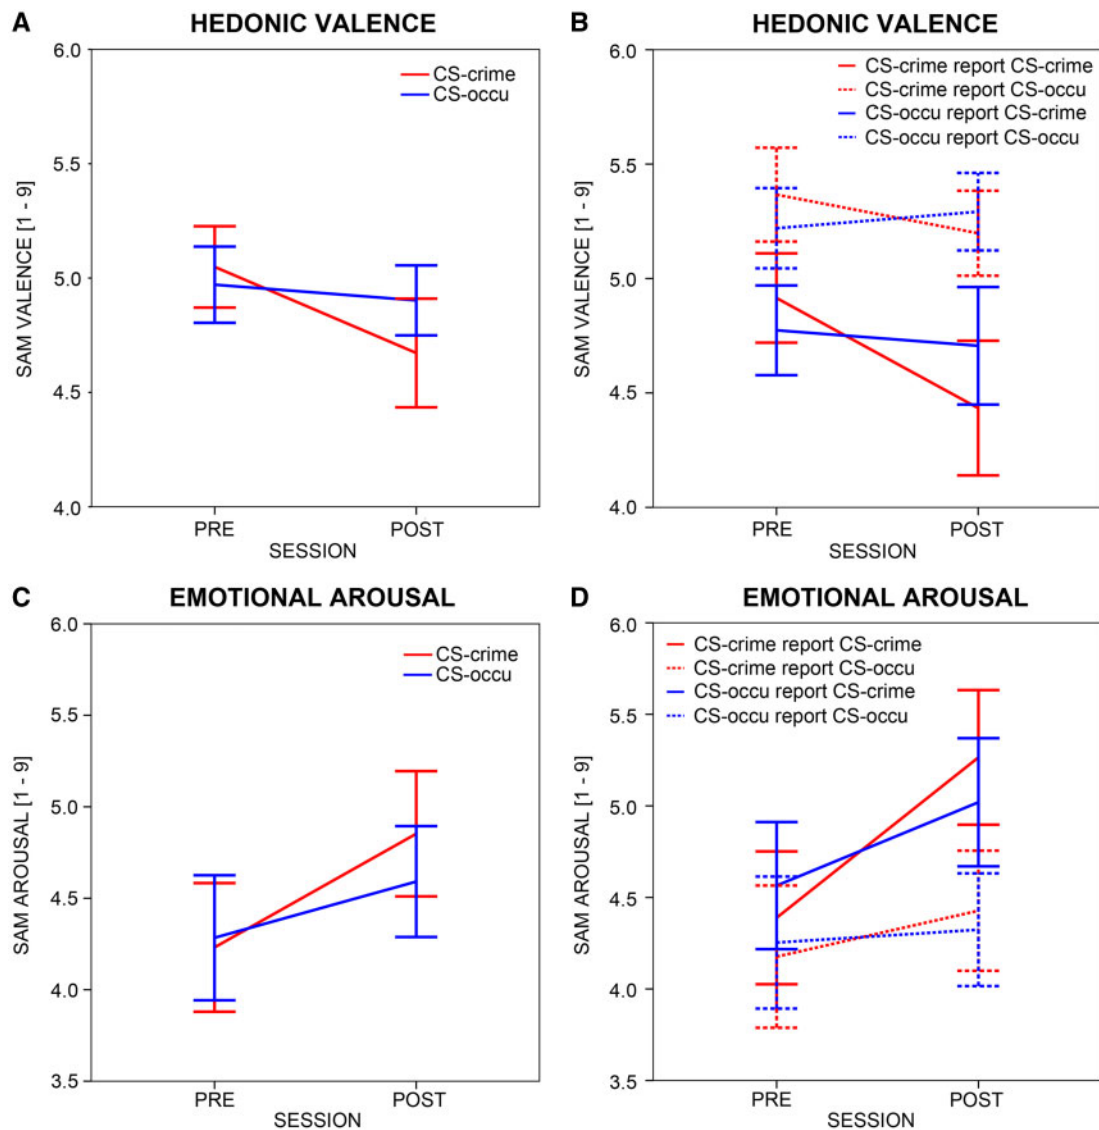 A
HEDONIC VALENCE
6.0
5.5
5.0
4.5
4.0
SAM VALENCE [1 - 9]
CS-crime
CS-occu
PRE
POST
SESSION
B
HEDONIC VALENCE
6.0
5.5
5.0
4.5
4.0
SAM VALENCE [1 - 9]
CS-crime report CS-crime
CS-crime report CS-occu
CS-occu report CS-crime
CS-occu report CS-occu
PRE
POST
SESSION
C
EMOTIONAL AROUSAL
6.0
5.5
5.0
4.5
4.0
3.5
SAM AROUSAL [1 - 9]
CS-crime
CS-occu
PRE
POST
SESSION
D
EMOTIONAL AROUSAL
6.0
5.5
5.0
4.5
4.0
3.5
SAM AROUSAL [1 - 9]
CS-crime report CS-crime
CS-crime report CS-occu
CS-occu report CS-crime
CS-occu report CS-occu
PRE
POST
SESSION